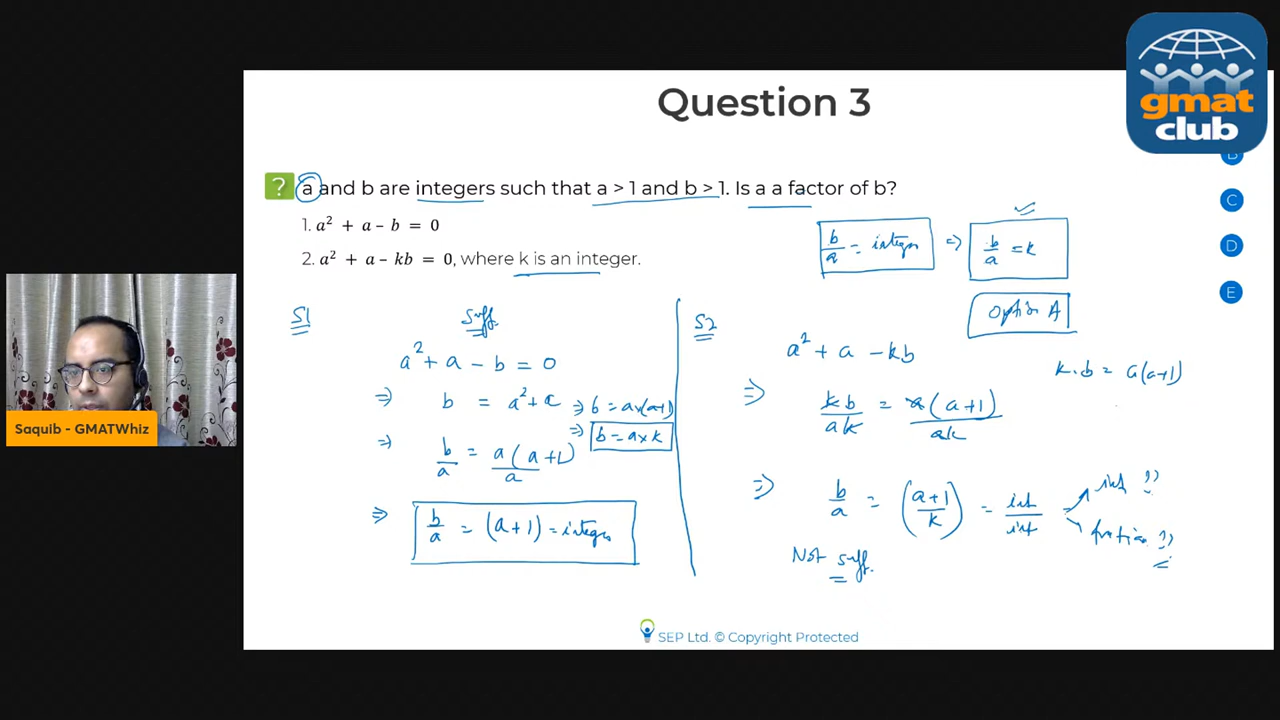 Question 3
gmat
club
? a and b are integers such that a > 1 and b > 1. Is a a factor of b?
1. a² + a − b = 0
2. a² + a − kb = 0, where k is an integer.
B
C
D
E
b/a = integer ⇒ b/a = k
Option A
S1
Suff.
a² + a − b = 0
⇒ b = a² + a ⇒ b = a×(a+1)
⇒ b = a×k
⇒ b/a = a(a+1)/a
⇒ b/a = (a+1) = integer
S2
a² + a − kb
k.b = a(a+1)
⇒ kb/ak = a(a+1)/ak
⇒ b/a = (a+1/k) = int/int
int ??
fraction ??
Not suff.
Saquib - GMATWhiz
SEP Ltd. © Copyright Protected